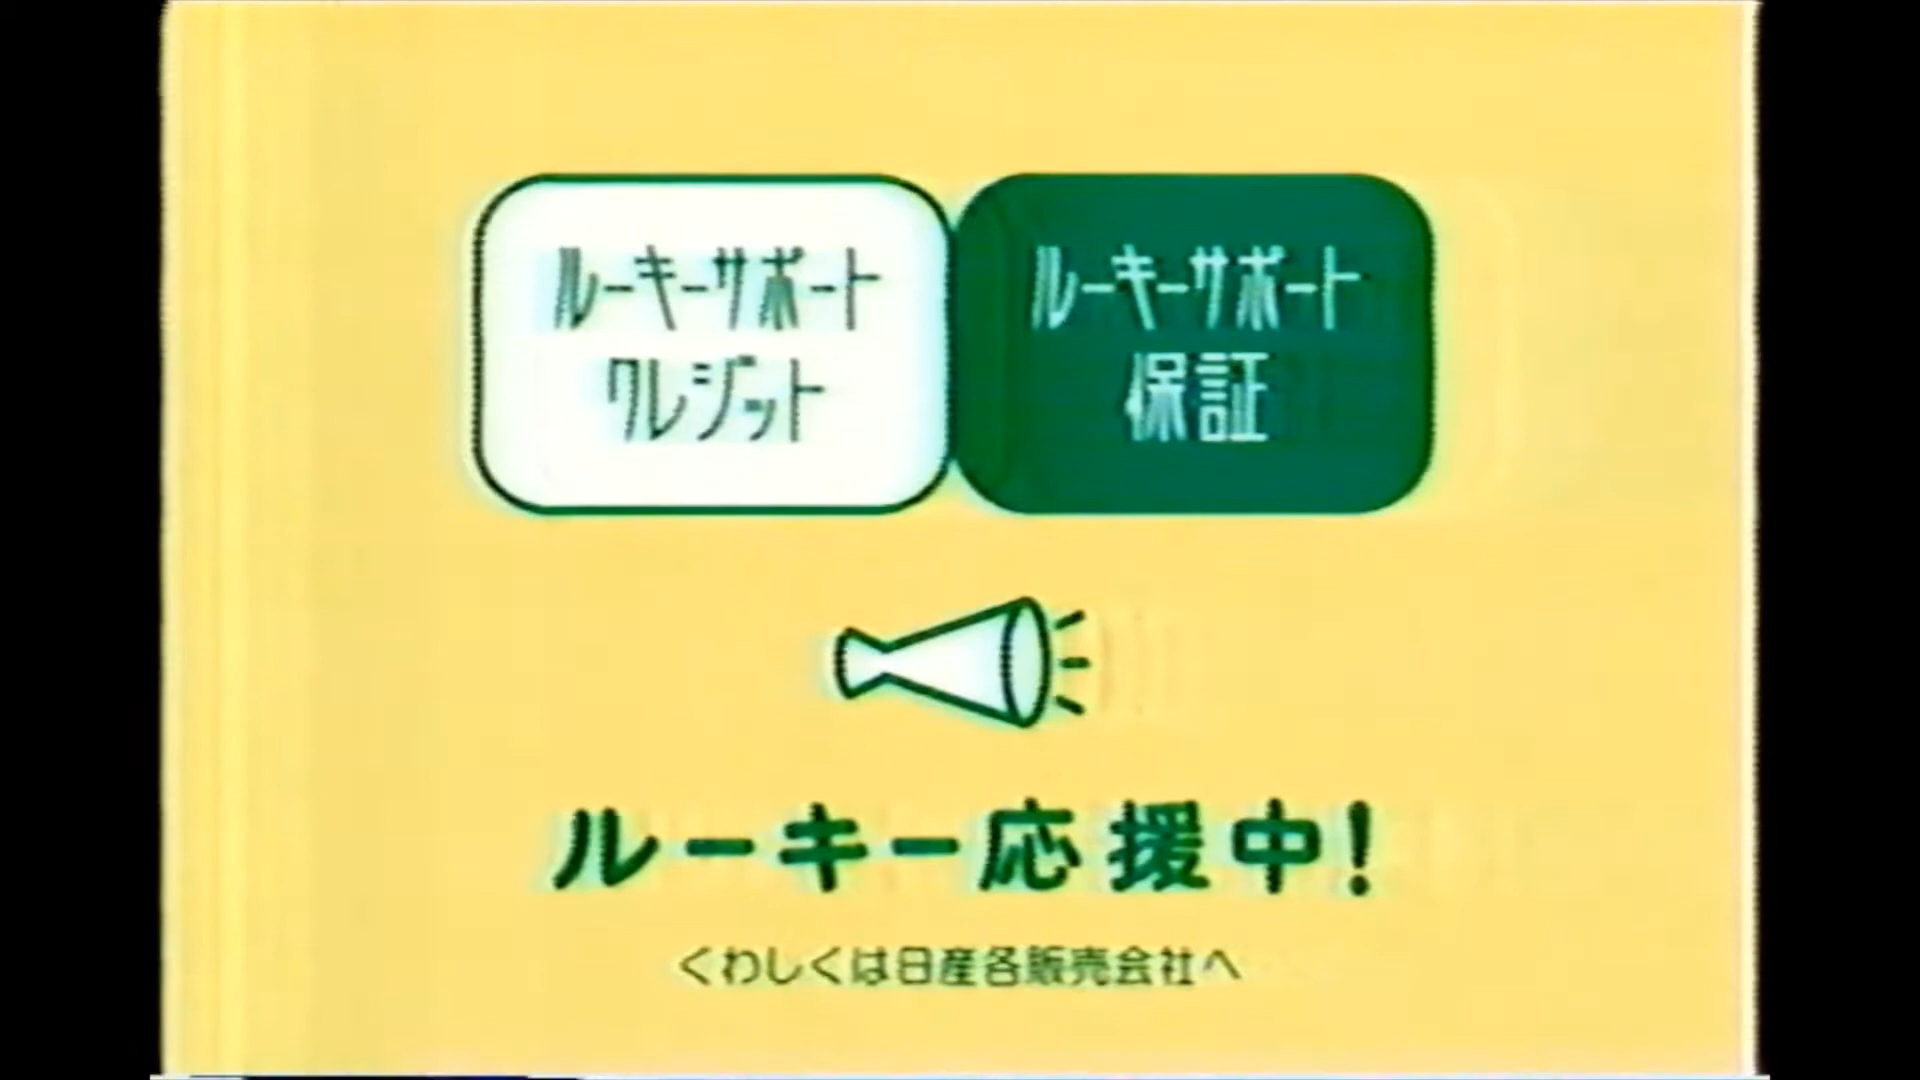 ルーキーサポート
クレジット
ルーキーサポート
保証
ルーキー応援中!
くわしくは日産各販売会社へ